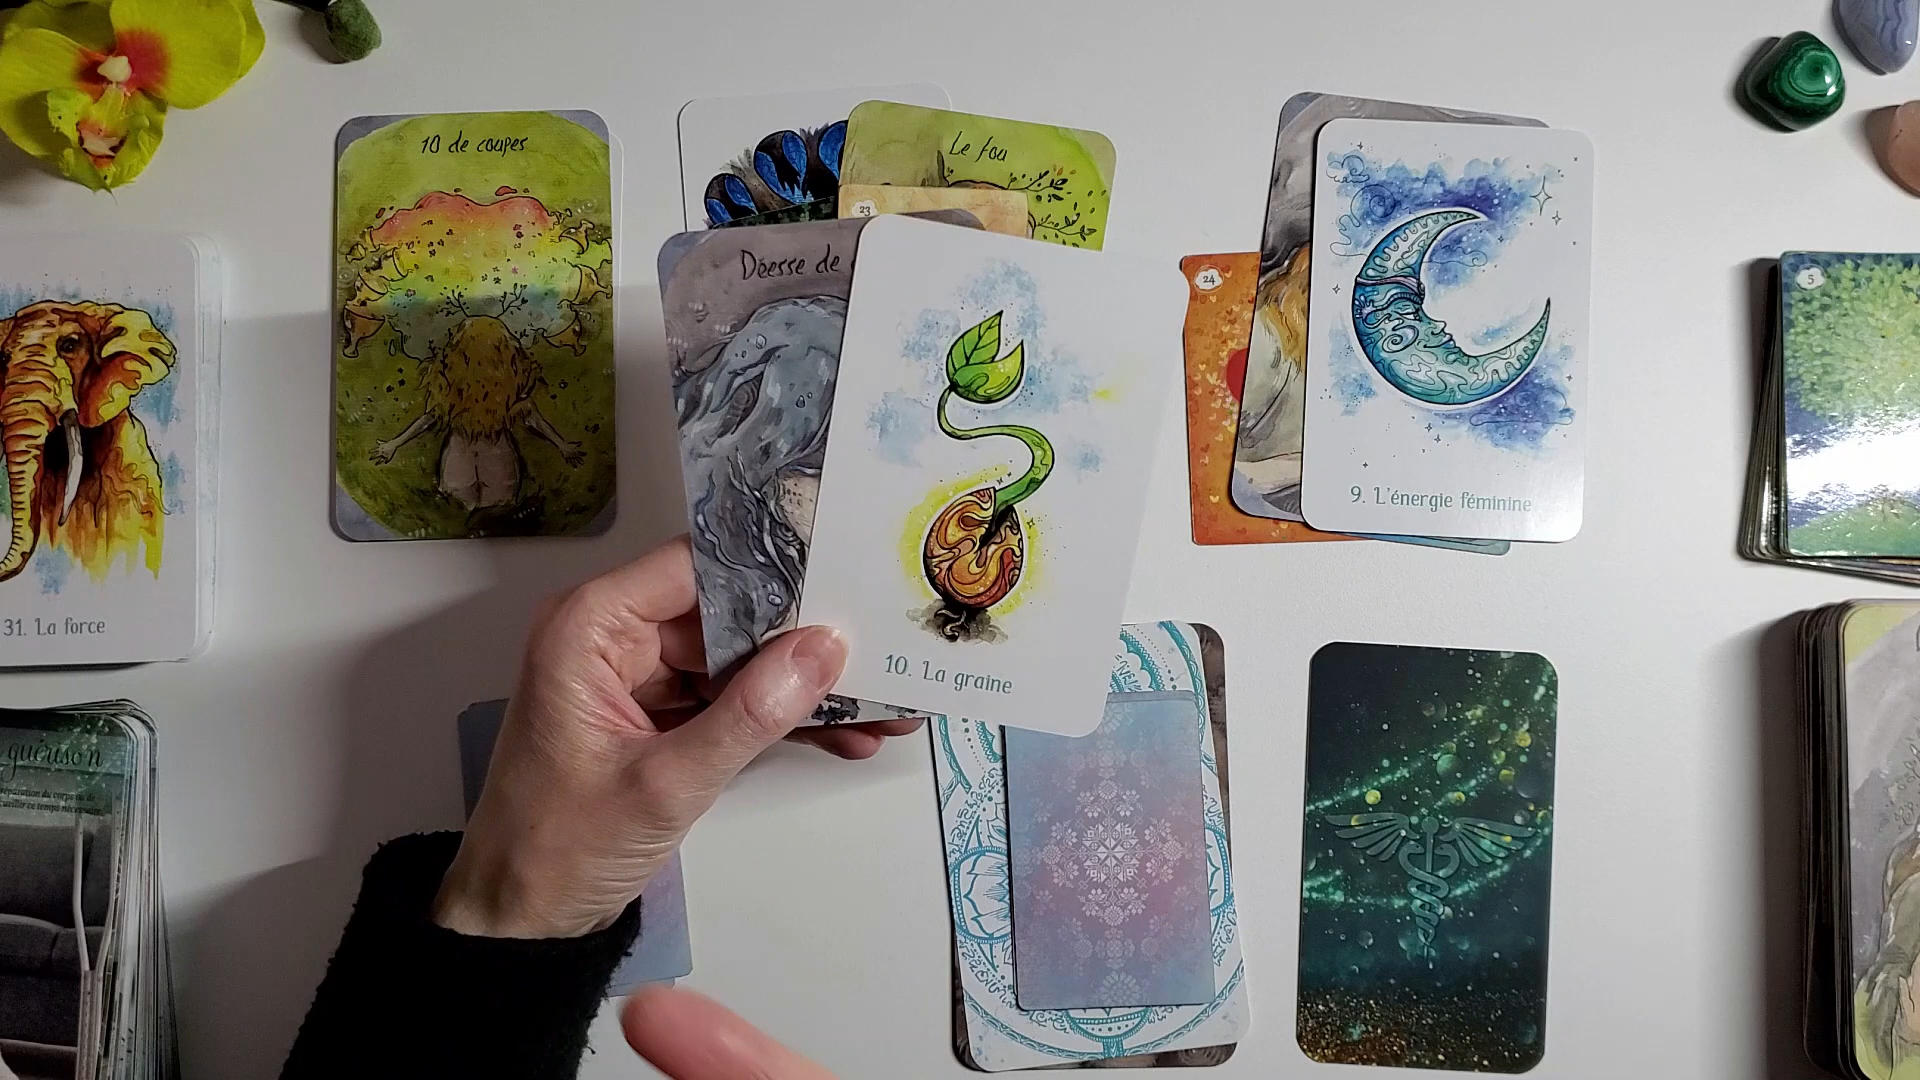 10 de coupes
Le fou
23
Déesse de
24
9. L'énergie féminine
5
31. La force
10. La graine
guérison